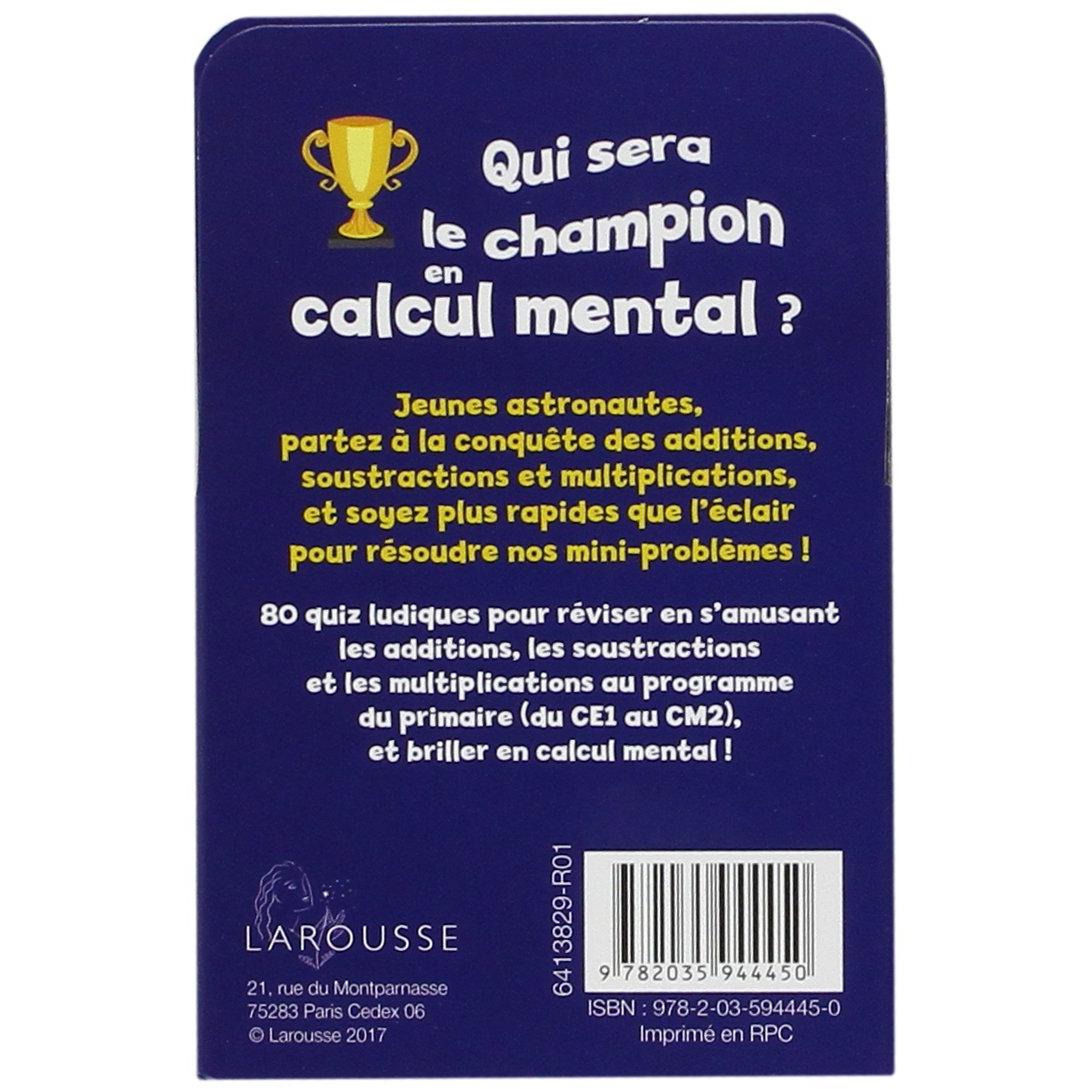 Qui sera
le champion
en
calcul mental ?
Jeunes astronautes,
partez à la conquête des additions,
soustractions et multiplications,
et soyez plus rapides que l'éclair
pour résoudre nos mini-problèmes !
80 quiz ludiques pour réviser en s'amusant
les additions, les soustractions
et les multiplications au programme
du primaire (du CE1 au CM2),
et briller en calcul mental !
LAROUSSE
21, rue du Montparnasse
75283 Paris Cedex 06
© Larousse 2017
6413829-R01
9 782035 944450
ISBN : 978-2-03-594445-0
Imprimé en RPC